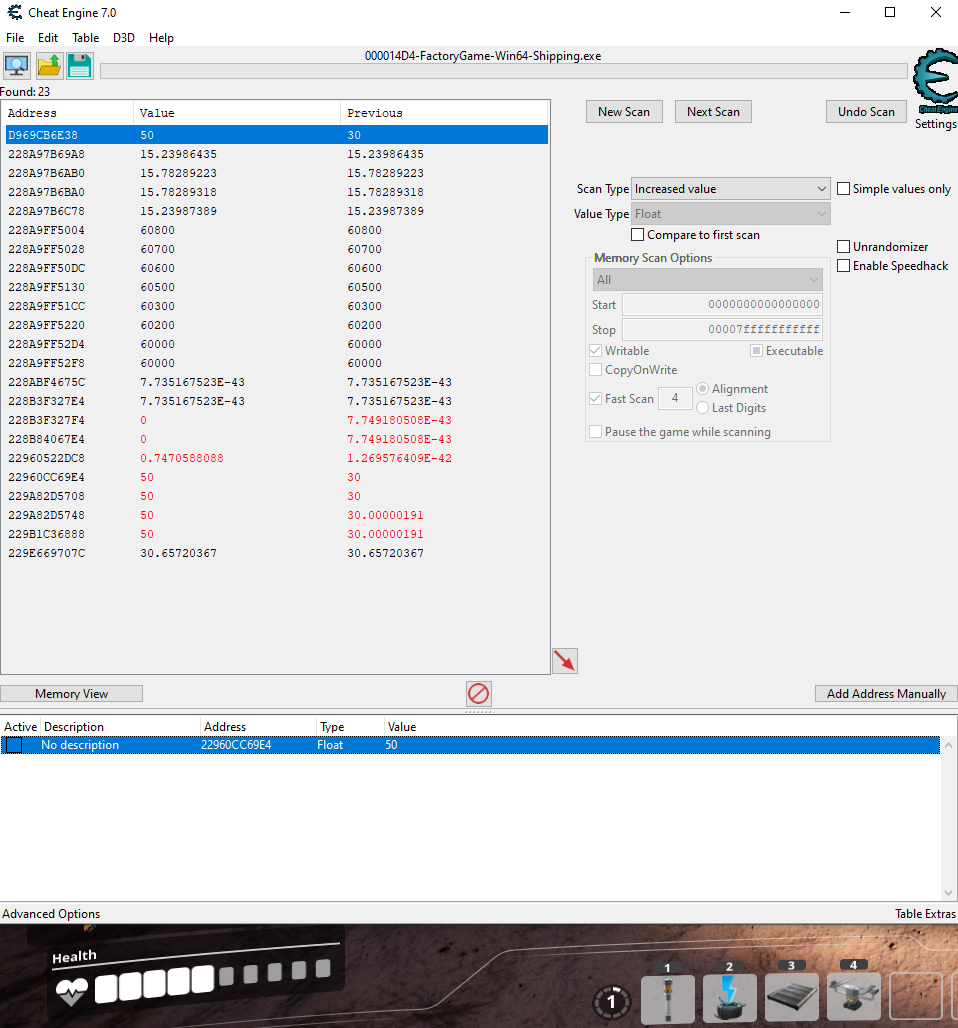 Cheat Engine 7.0
File Edit Table D3D Help
000014D4-FactoryGame-Win64-Shipping.exe
Found: 23
Cheat Engine
Settings
Address Value Previous
D969CB6E38 50 30
228A97B69A8 15.23986435 15.23986435
228A97B6AB0 15.78289223 15.78289223
228A97B6BA0 15.78289318 15.78289318
228A97B6C78 15.23987389 15.23987389
228A9FF5004 60800 60800
228A9FF5028 60700 60700
228A9FF50DC 60600 60600
228A9FF5130 60500 60500
228A9FF51CC 60300 60300
228A9FF5220 60200 60200
228A9FF52D4 60000 60000
228A9FF52F8 60000 60000
228ABF4675C 7.735167523E-43 7.735167523E-43
228B3F327E4 7.735167523E-43 7.735167523E-43
228B3F327F4 0 7.749180508E-43
228B84067E4 0 7.749180508E-43
22960522DC8 0.7470588088 1.269576409E-42
22960CC69E4 50 30
229A82D5708 50 30
229A82D5748 50 30.00000191
229B1C36888 50 30.00000191
229E669707C 30.65720367 30.65720367
New Scan Next Scan Undo Scan
Scan Type Increased value Simple values only
Value Type Float
Compare to first scan
Unrandomizer
Enable Speedhack
Memory Scan Options
All
Start 0000000000000000
Stop 00007fffffffffff
Writable Executable
CopyOnWrite
Fast Scan 4 Alignment
Last Digits
Pause the game while scanning
Memory View Add Address Manually
Active Description Address Type Value
No description 22960CC69E4 Float 50
Advanced Options Table Extras
Health
1
1 2 3 4